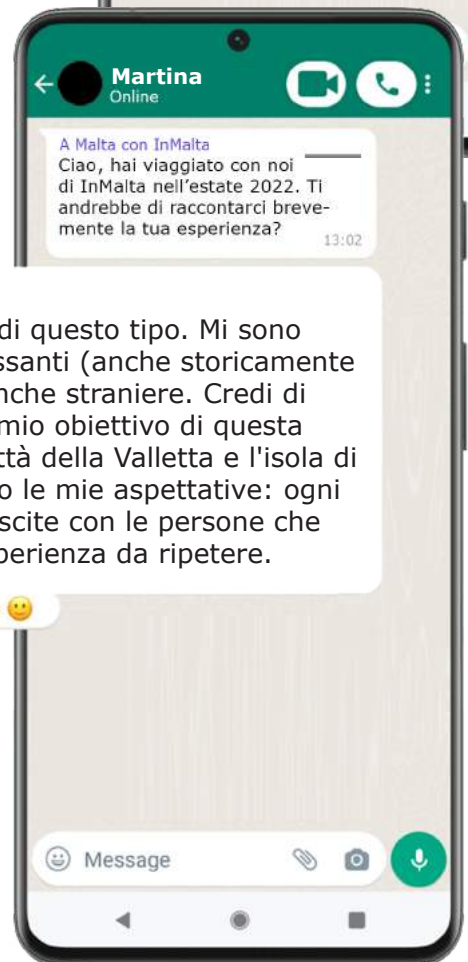 Martina
Online
A Malta con InMalta
Ciao, hai viaggiato con noi
di InMalta nell'estate 2022. Ti
andrebbe di raccontarci breve-
mente la tua esperienza?
13:02
di questo tipo. Mi sono
ssanti (anche storicamente
nche straniere. Credi di
mio obiettivo di questa
ttà della Valletta e l'isola di
o le mie aspettative: ogni
scite con le persone che
perienza da ripetere.
Message